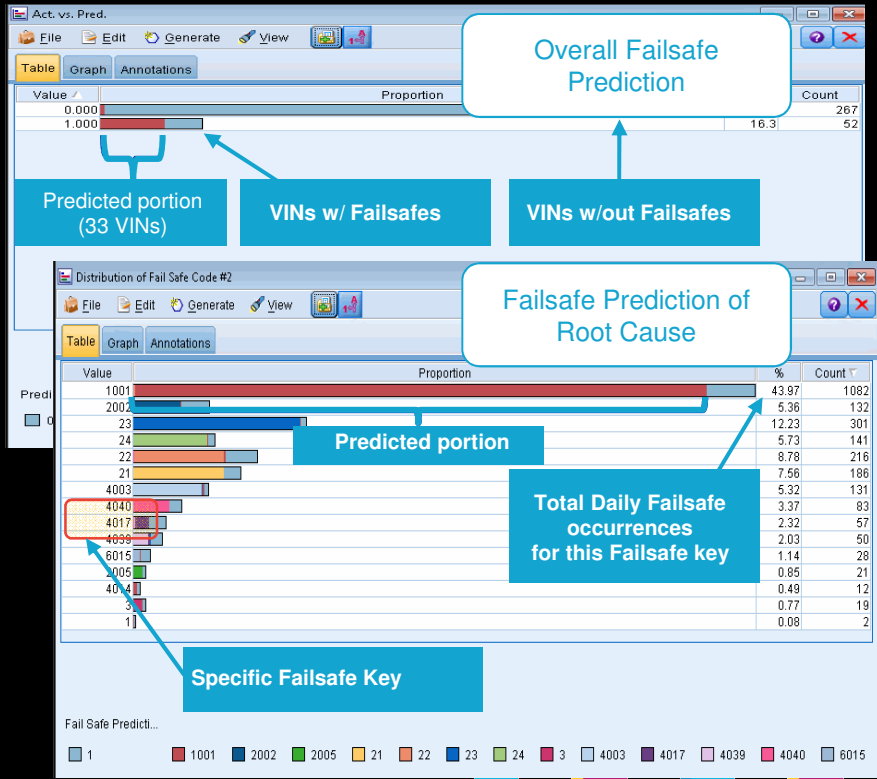 Act. vs. Pred.
File Edit Generate View
Overall Failsafe
Prediction
Table Graph Annotations
Value Proportion Count
0.000 267
1.000 16.3 52
Predicted portion
(33 VINs)
VINs w/ Failsafes
VINs w/out Failsafes
Distribution of Fail Safe Code #2
File Edit Generate View
Failsafe Prediction of
Root Cause
Table Graph Annotations
Value Proportion % Count
1001 43.97 1082
2002 5.36 132
23 12.23 301
24 5.73 141
22 8.78 216
21 7.56 186
4003 5.32 131
4040 3.37 83
4017 2.32 57
4039 2.03 50
6015 1.14 28
2005 0.85 21
4014 0.49 12
3 0.77 19
1 0.08 2
Predicted portion
Total Daily Failsafe
occurrences
for this Failsafe key
Specific Failsafe Key
Predi
0
Fail Safe Predicti...
1 1001 2002 2005 21 22 23 24 3 4003 4017 4039 4040 6015